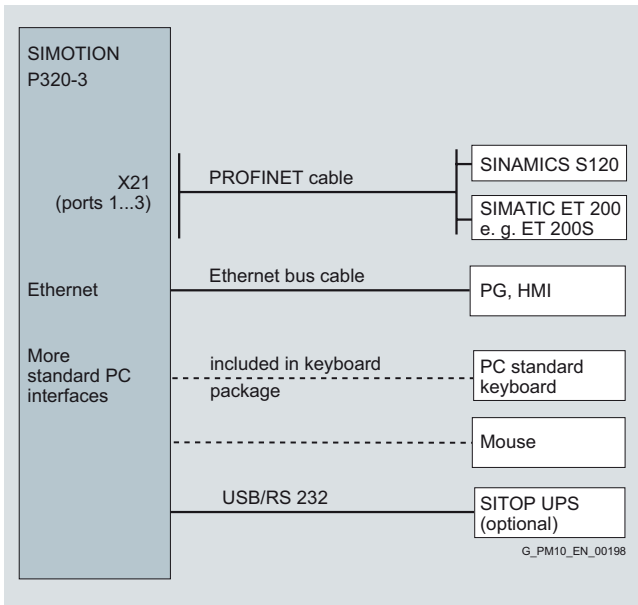 SIMOTION
P320-3
X21
(ports 1...3)
PROFINET cable
SINAMICS S120
SIMATIC ET 200
e. g. ET 200S
Ethernet
Ethernet bus cable
PG, HMI
More
standard PC
interfaces
included in keyboard
package
PC standard
keyboard
Mouse
USB/RS 232
SITOP UPS
(optional)
G_PM10_EN_00198